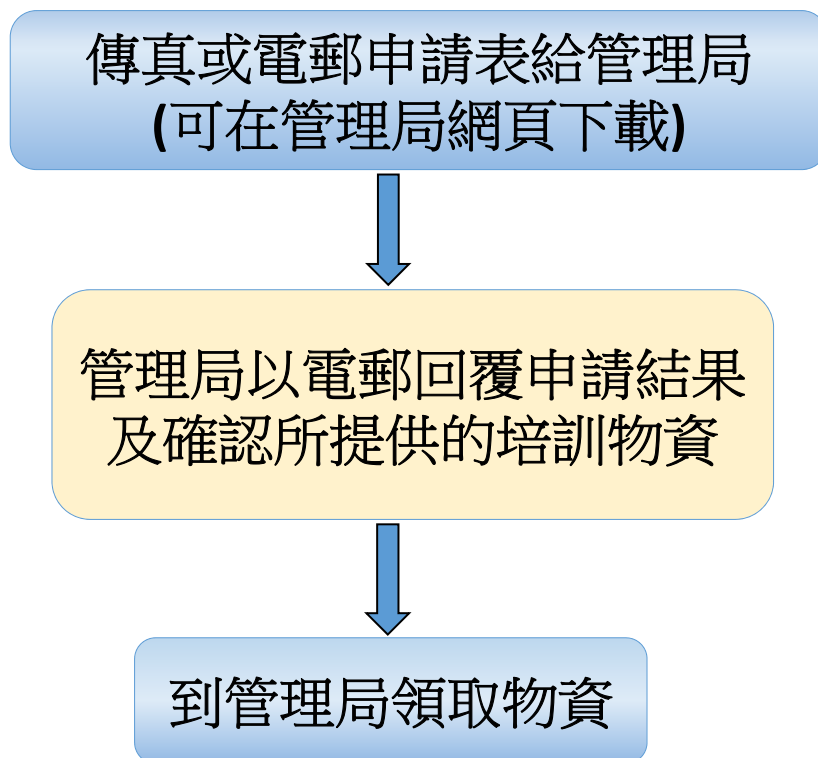 傳真或電郵申請表給管理局
(可在管理局網頁下載)
管理局以電郵回覆申請結果
及確認所提供的培訓物資
到管理局領取物資